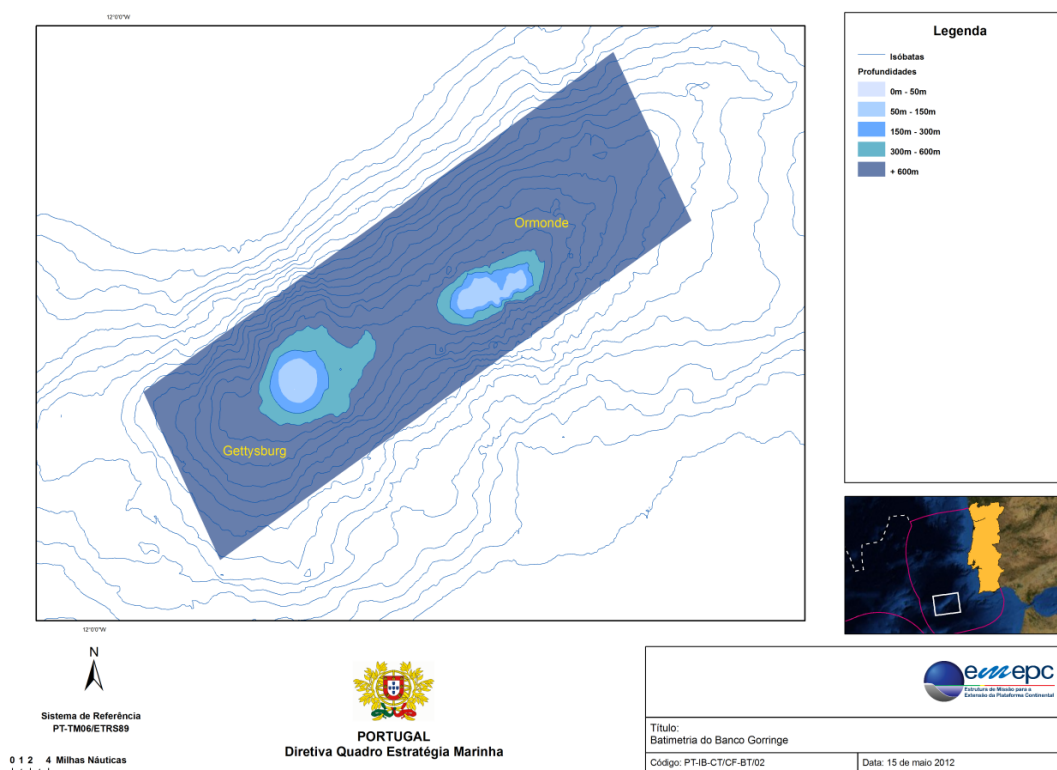 12°0'0"W
Legenda
Isóbatas
Profundidades
0m - 50m
50m - 150m
150m - 300m
300m - 600m
+ 600m
Ormonde
Gettysburg
12°0'0"W
N
Sistema de Referência
PT-TM06/ETRS89
0 1 2 4 Milhas Náuticas
PORTUGAL
Diretiva Quadro Estratégia Marinha
emepc
Estrutura de Missão para a
Extensão da Plataforma Continental
Título:
Batimetria do Banco Gorringe
Código: PT-IB-CT/CF-BT/02
Data: 15 de maio 2012